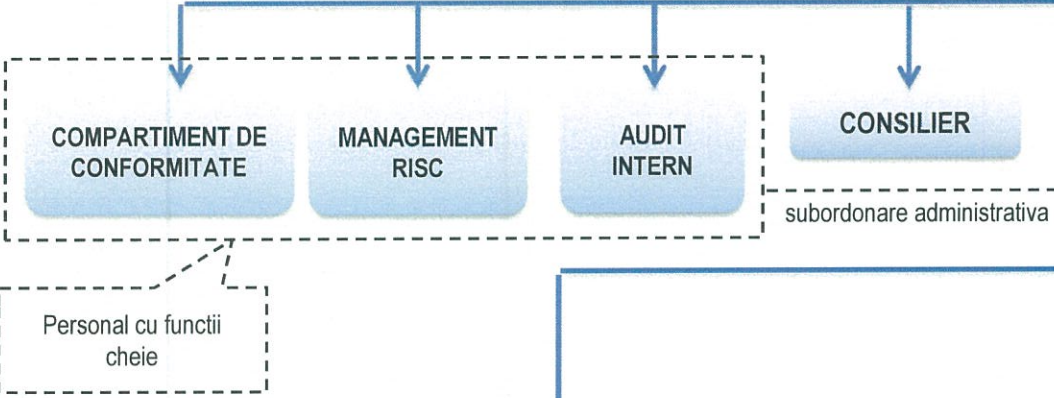 COMPARTIMENT DE
CONFORMITATE
MANAGEMENT
RISC
AUDIT
INTERN
CONSILIER
subordonare administrativa
Personal cu functii
cheie